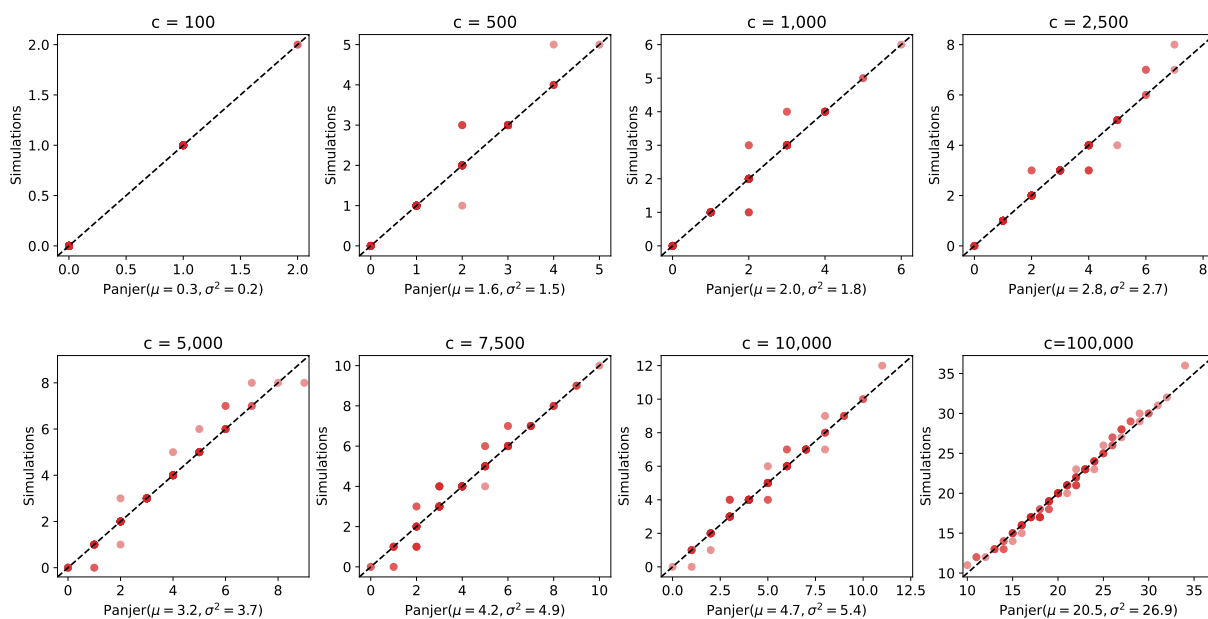 c = 100
c = 500
c = 1,000
c = 2,500
Simulations
2.0
1.5
1.0
0.5
0.0
0.0 0.5 1.0 1.5 2.0
Panjer(μ = 0.3, σ² = 0.2)
Simulations
5
4
3
2
1
0
0 1 2 3 4 5
Panjer(μ = 1.6, σ² = 1.5)
Simulations
6
5
4
3
2
1
0
0 2 4 6
Panjer(μ = 2.0, σ² = 1.8)
Simulations
8
6
4
2
0
0 2 4 6 8
Panjer(μ = 2.8, σ² = 2.7)
c = 5,000
c = 7,500
c = 10,000
c=100,000
Simulations
8
6
4
2
0
0 2 4 6 8
Panjer(μ = 3.2, σ² = 3.7)
Simulations
10
8
6
4
2
0
0 2 4 6 8 10
Panjer(μ = 4.2, σ² = 4.9)
Simulations
12
10
8
6
4
2
0
0.0 2.5 5.0 7.5 10.0 12.5
Panjer(μ = 4.7, σ² = 5.4)
Simulations
35
30
25
20
15
10
10 15 20 25 30 35
Panjer(μ = 20.5, σ² = 26.9)